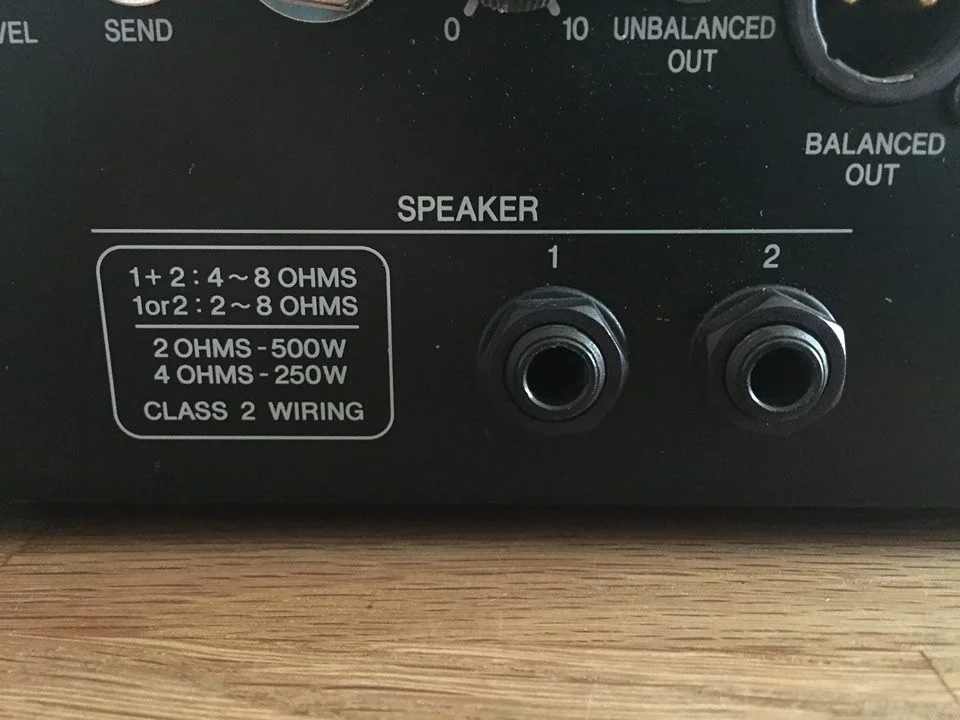 SEND
0
10
UNBALANCED
OUT
BALANCED
OUT
SPEAKER
1
2
1+ 2 : 4 ~ 8 OHMS
1or2 : 2 ~ 8 OHMS
2 OHMS - 500W
4 OHMS - 250W
CLASS 2 WIRING